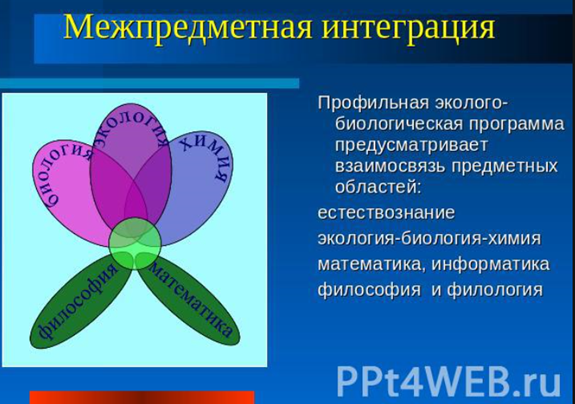 Межпредметная интеграция
биология
экология
химия
философия
математика
Профильная эколого-
биологическая программа
предусматривает
взаимосвязь предметных
областей:
естествознание
экология-биология-химия
математика, информатика
философия и филология
PPt4WEB.ru